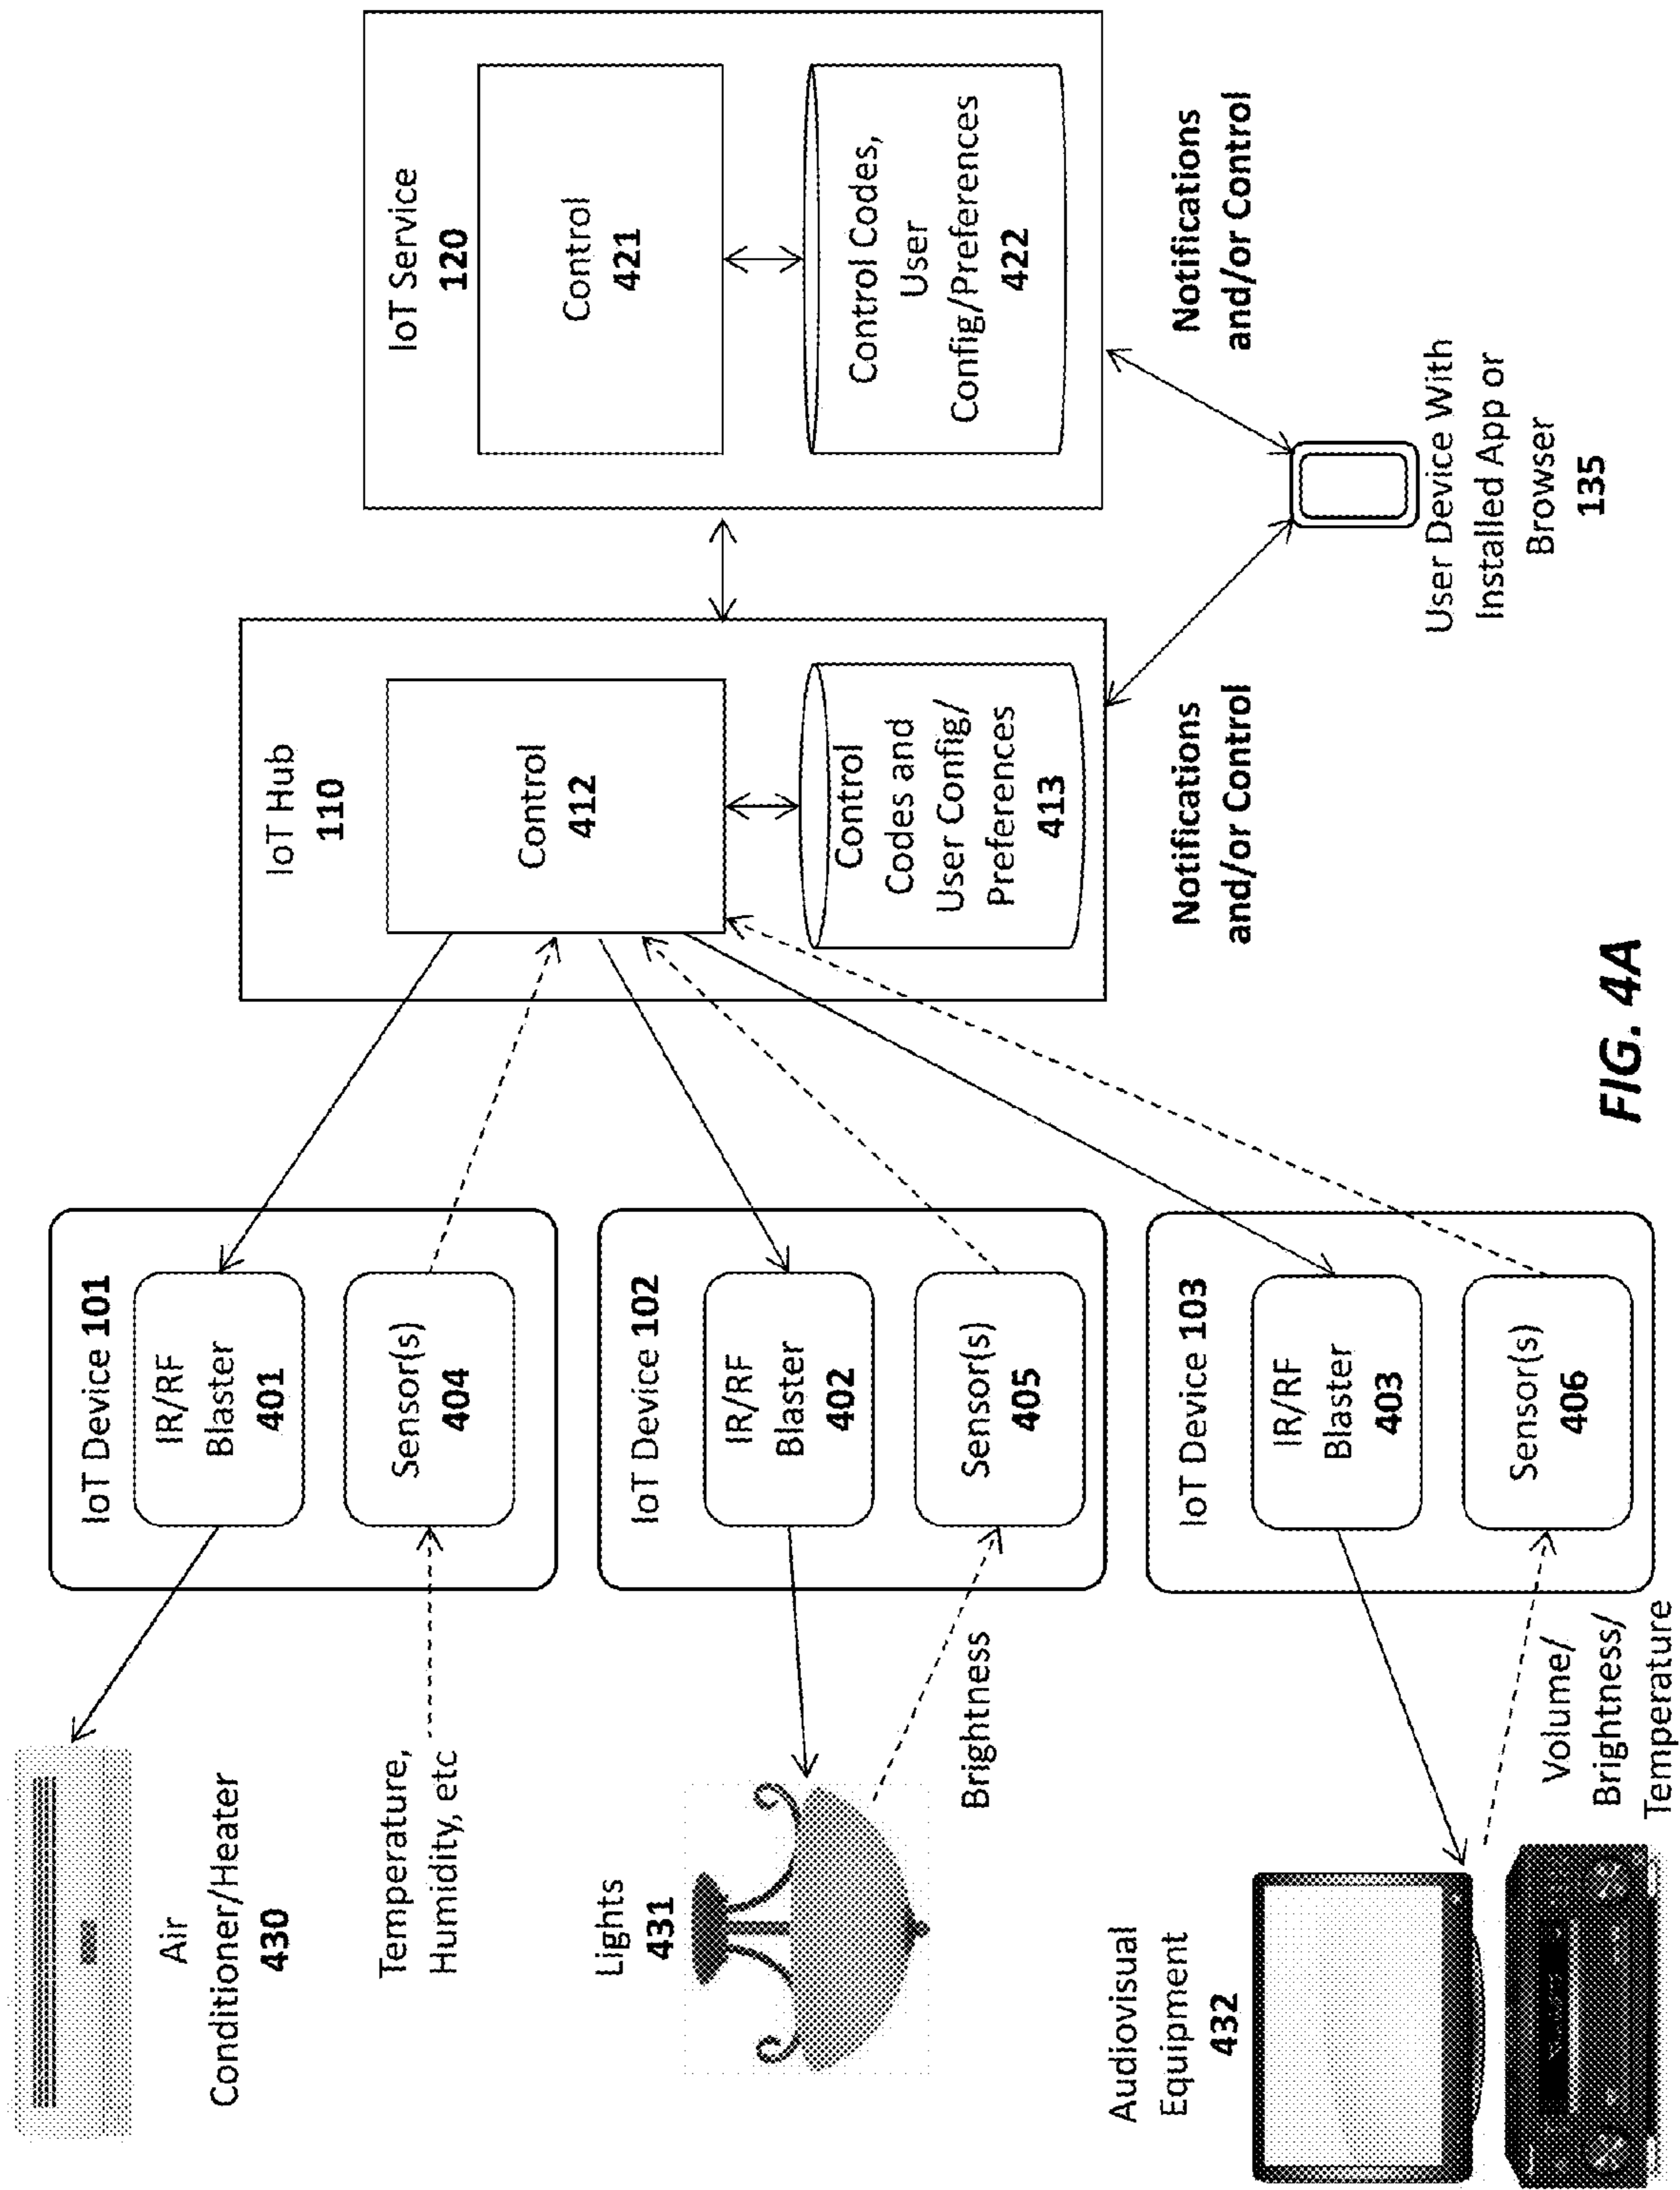 Air
Conditioner/Heater
430
Temperature,
Humidity, etc
Lights
431
Brightness
Audiovisual
Equipment
432
Volume/
Brightness/
Temperature
IoT Device 101
IR/RF
Blaster
401
Sensor(s)
404
IoT Device 102
IR/RF
Blaster
402
Sensor(s)
405
IoT Device 103
IR/RF
Blaster
403
Sensor(s)
406
IoT Hub
110
Control
412
Control
Codes and
User Config/
Preferences
413
Notifications
and/or Control
IoT Service
120
Control
421
Control Codes,
User
Config/Preferences
422
Notifications
and/or Control
User Device With
Installed App or
Browser
135
FIG. 4A